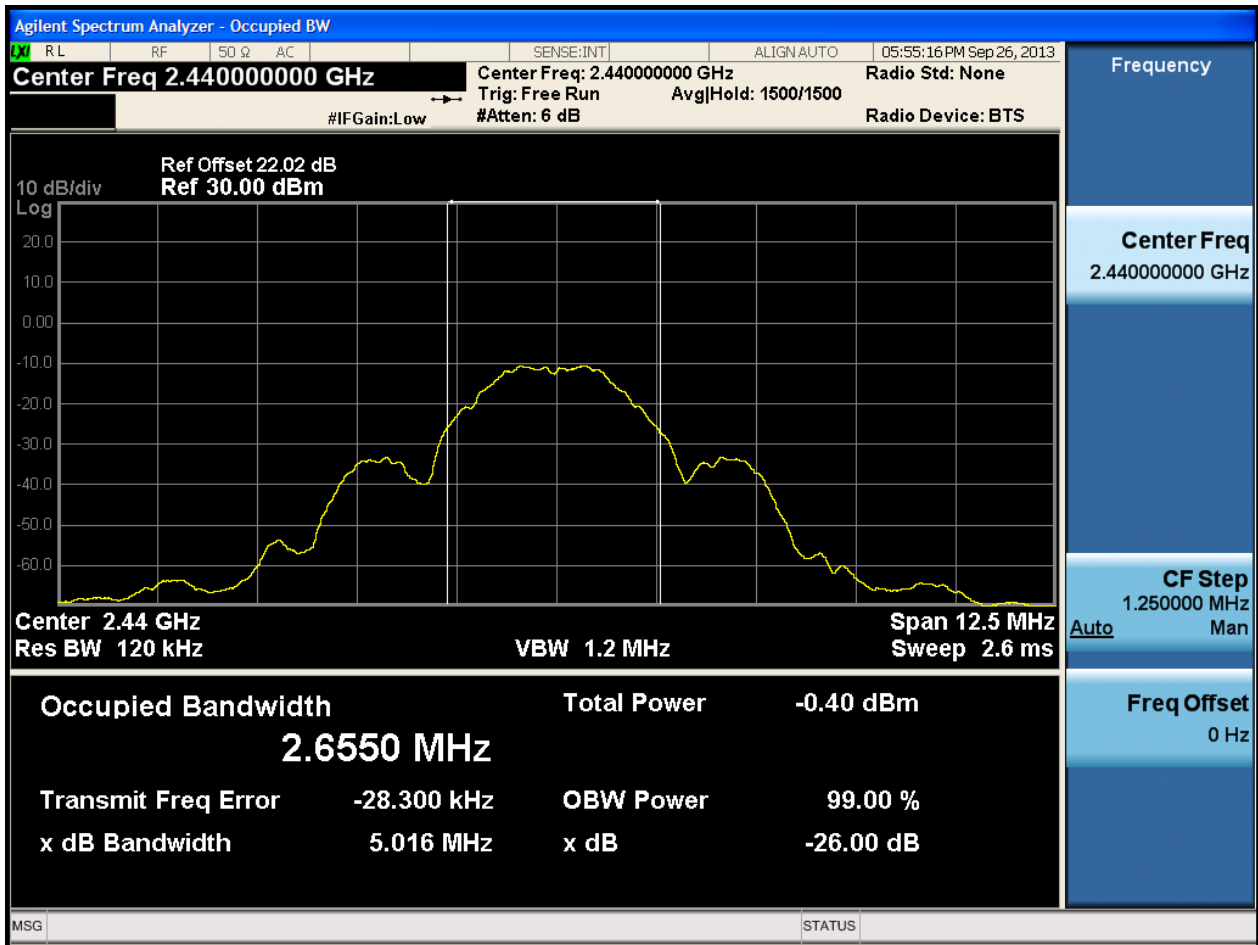 Agilent Spectrum Analyzer - Occupied BW
LXI RL RF 50 Ω AC SENSE:INT ALIGN AUTO 05:55:16 PM Sep 26, 2013
Center Freq 2.440000000 GHz
Center Freq: 2.440000000 GHz
Radio Std: None
Trig: Free Run
Avg|Hold: 1500/1500
#IFGain:Low
#Atten: 6 dB
Radio Device: BTS
Ref Offset 22.02 dB
10 dB/div
Ref 30.00 dBm
Log
20.0
10.0
0.00
-10.0
-20.0
-30.0
-40.0
-50.0
-60.0
Center 2.44 GHz
Span 12.5 MHz
Res BW 120 kHz
VBW 1.2 MHz
Sweep 2.6 ms
Occupied Bandwidth
Total Power -0.40 dBm
2.6550 MHz
Transmit Freq Error -28.300 kHz
OBW Power 99.00 %
x dB Bandwidth 5.016 MHz
x dB -26.00 dB
MSG
STATUS
Frequency
Center Freq
2.440000000 GHz
CF Step
1.250000 MHz
Auto Man
Freq Offset
0 Hz